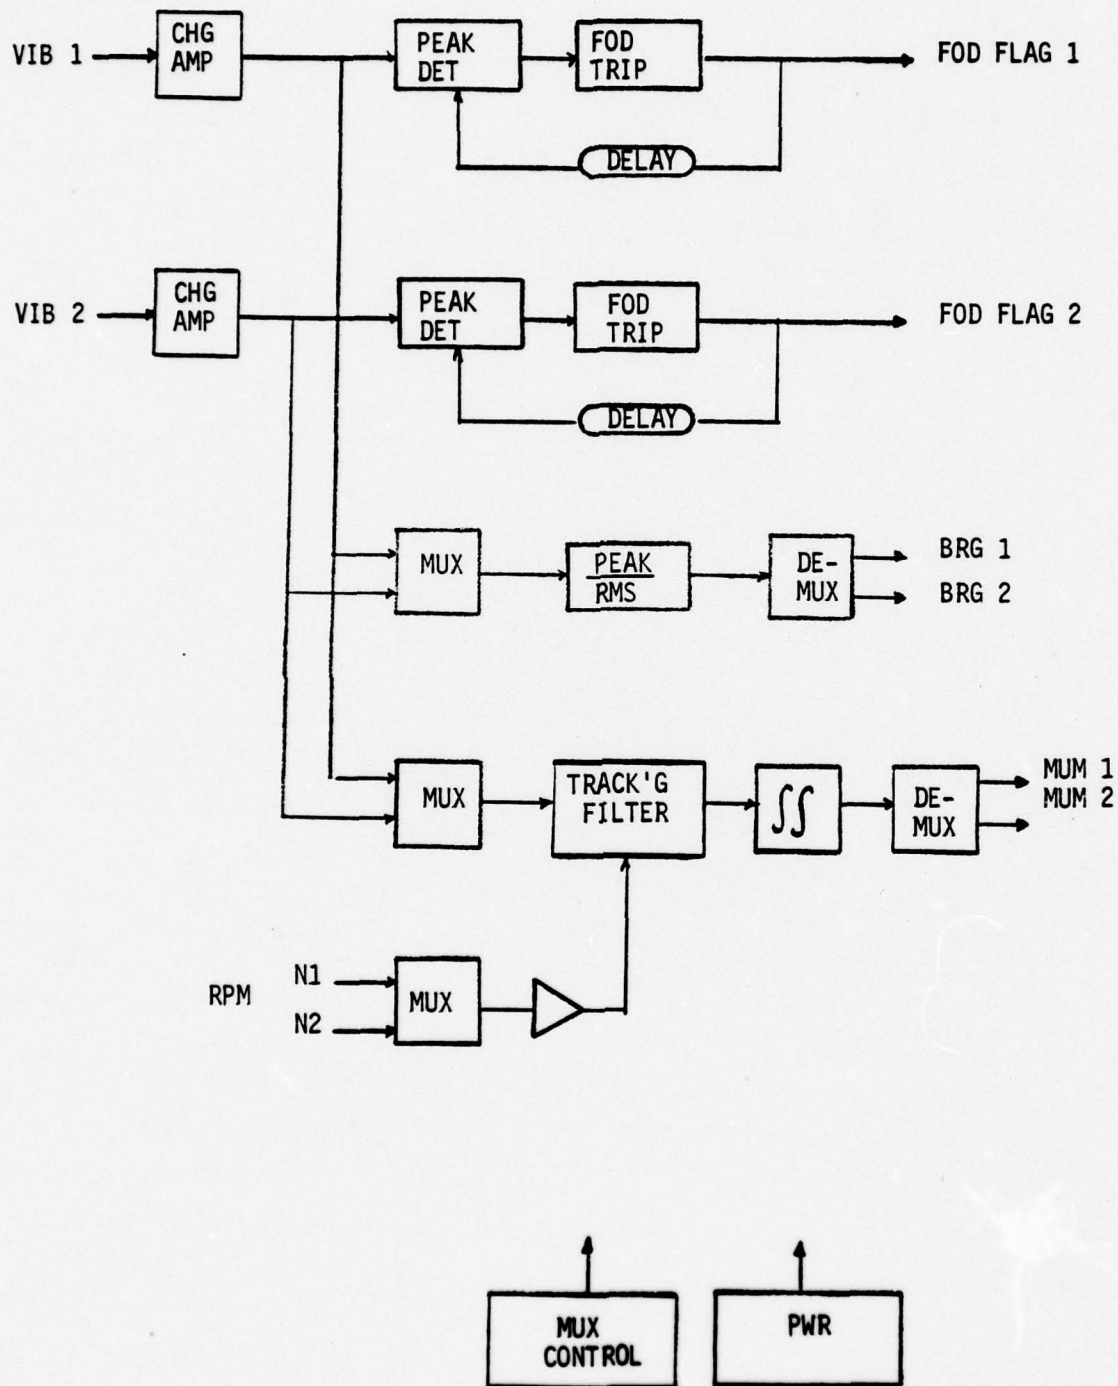 VIB 1
CHG
AMP
PEAK
DET
FOD
TRIP
FOD FLAG 1
DELAY
VIB 2
CHG
AMP
PEAK
DET
FOD
TRIP
FOD FLAG 2
DELAY
MUX
PEAK
RMS
DE-
MUX
BRG 1
BRG 2
MUX
TRACK'G
FILTER
∫∫
DE-
MUX
MUM 1
MUM 2
RPM
N1
N2
MUX
MUX
CONTROL
PWR